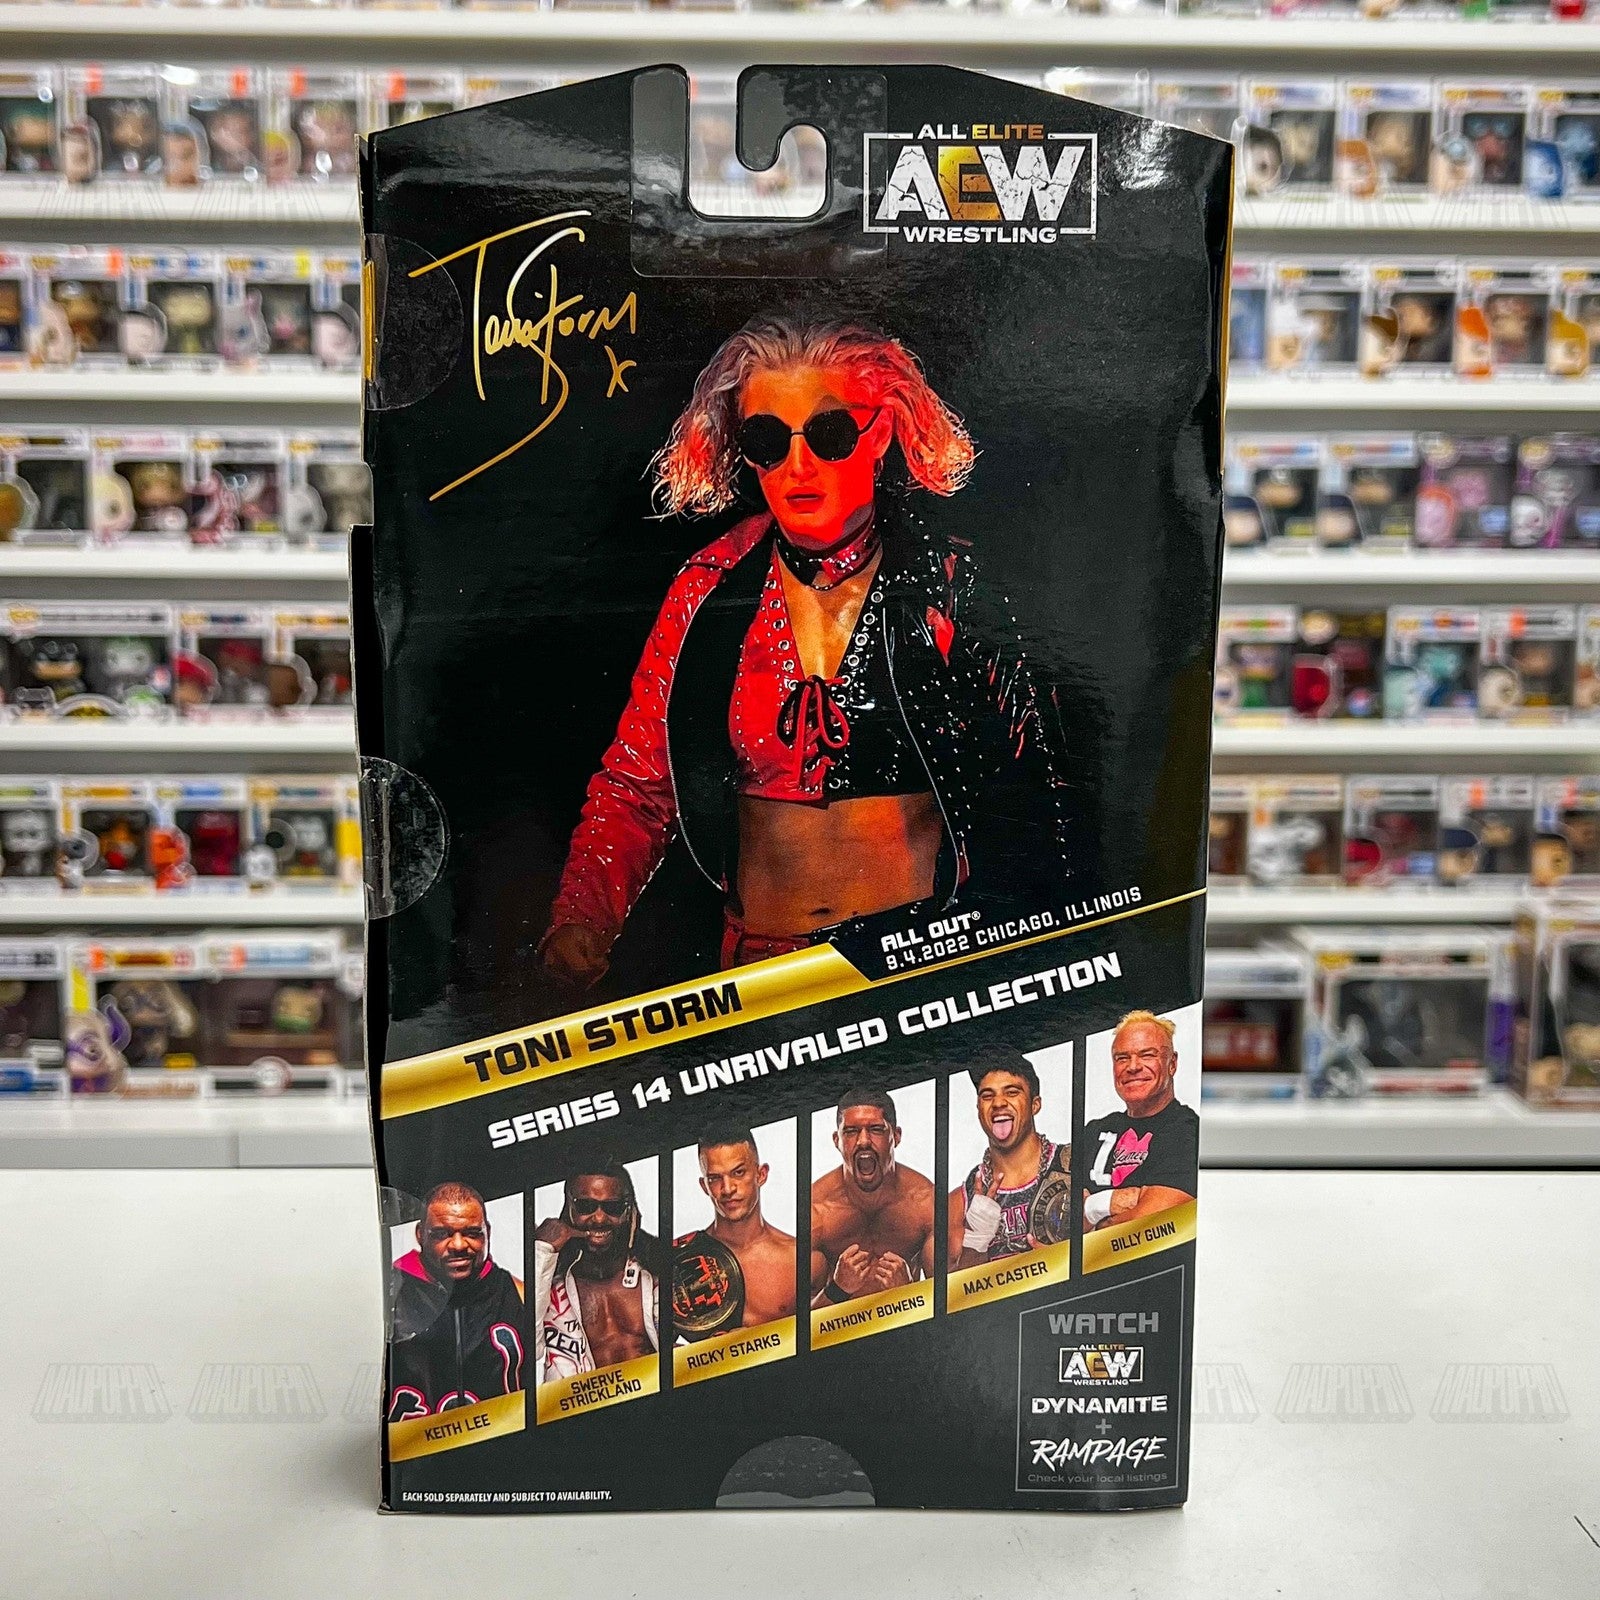 ALL ELITE
AEW
WRESTLING
Toni Storm
x
ALL OUT®
9.4.2022 CHICAGO, ILLINOIS
TONI STORM
SERIES 14 UNRIVALED COLLECTION
KEITH LEE
SWERVE
STRICKLAND
RICKY STARKS
ANTHONY BOWENS
MAX CASTER
BILLY GUNN
WATCH
ALL ELITE
AEW
WRESTLING
DYNAMITE
+
RAMPAGE
Check your local listings
EACH SOLD SEPARATELY AND SUBJECT TO AVAILABILITY.